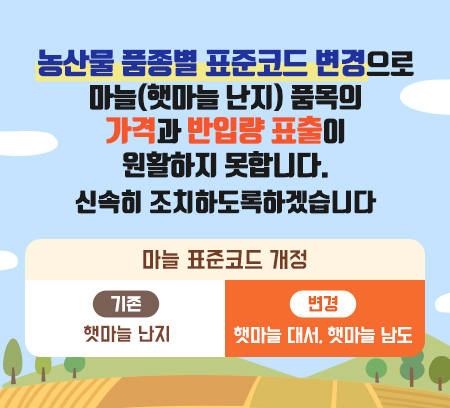 농산물 품종별 표준코드 변경으로
마늘(햇마늘 난지) 품목의
가격과 반입량 표출이
원활하지 못합니다.
신속히 조치하도록하겠습니다
마늘 표준코드 개정
기존
햇마늘 난지
변경
햇마늘 대서. 햇마늘 남도